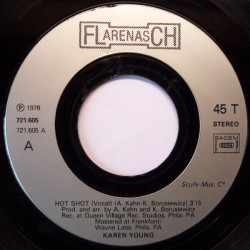 FLARENASCH
℗ 1978
721.605
721.605 A
A
45 T
SACEM
Scully Mus. Cº
HOT SHOT (Vocal) (A. Kahn K. Borusiewicz) 3'15
Prod. and arr. by A. Kahn and K. Borusiewicz
Rec. in Queen Village Rec. Studios, Phila. PA
Mastered at Frankford/
Wayne Labs, Phila. PA
KAREN YOUNG